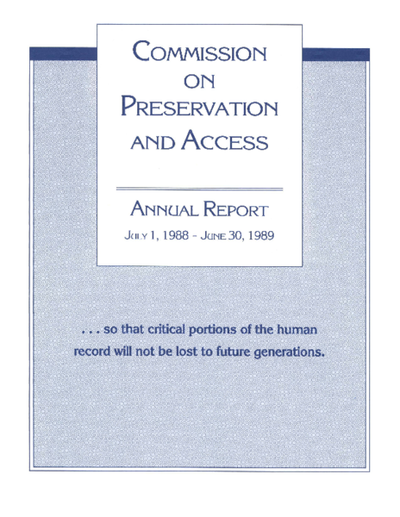 COMMISSION
ON
PRESERVATION
AND ACCESS
ANNUAL REPORT
JULY 1, 1988 - JUNE 30, 1989
. . . so that critical portions of the human
record will not be lost to future generations.